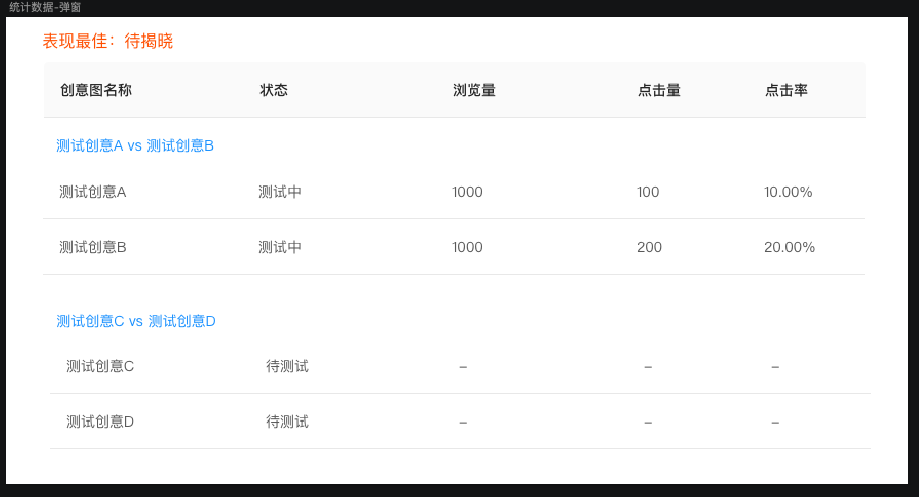 统计数据-弹窗
表现最佳：待揭晓
创意图名称 状态 浏览量 点击量 点击率
测试创意A vs 测试创意B
测试创意A 测试中 1000 100 10.00%
测试创意B 测试中 1000 200 20.00%
测试创意C vs 测试创意D
测试创意C 待测试 - - -
测试创意D 待测试 - - -